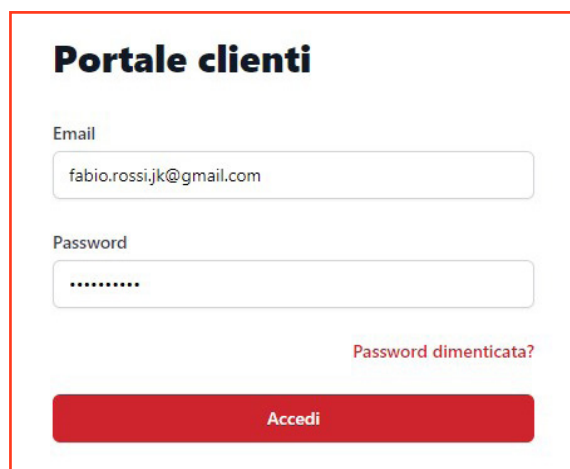 Portale clienti
Email
fabio.rossi.jk@gmail.com
Password
••••••••••
Password dimenticata?
Accedi